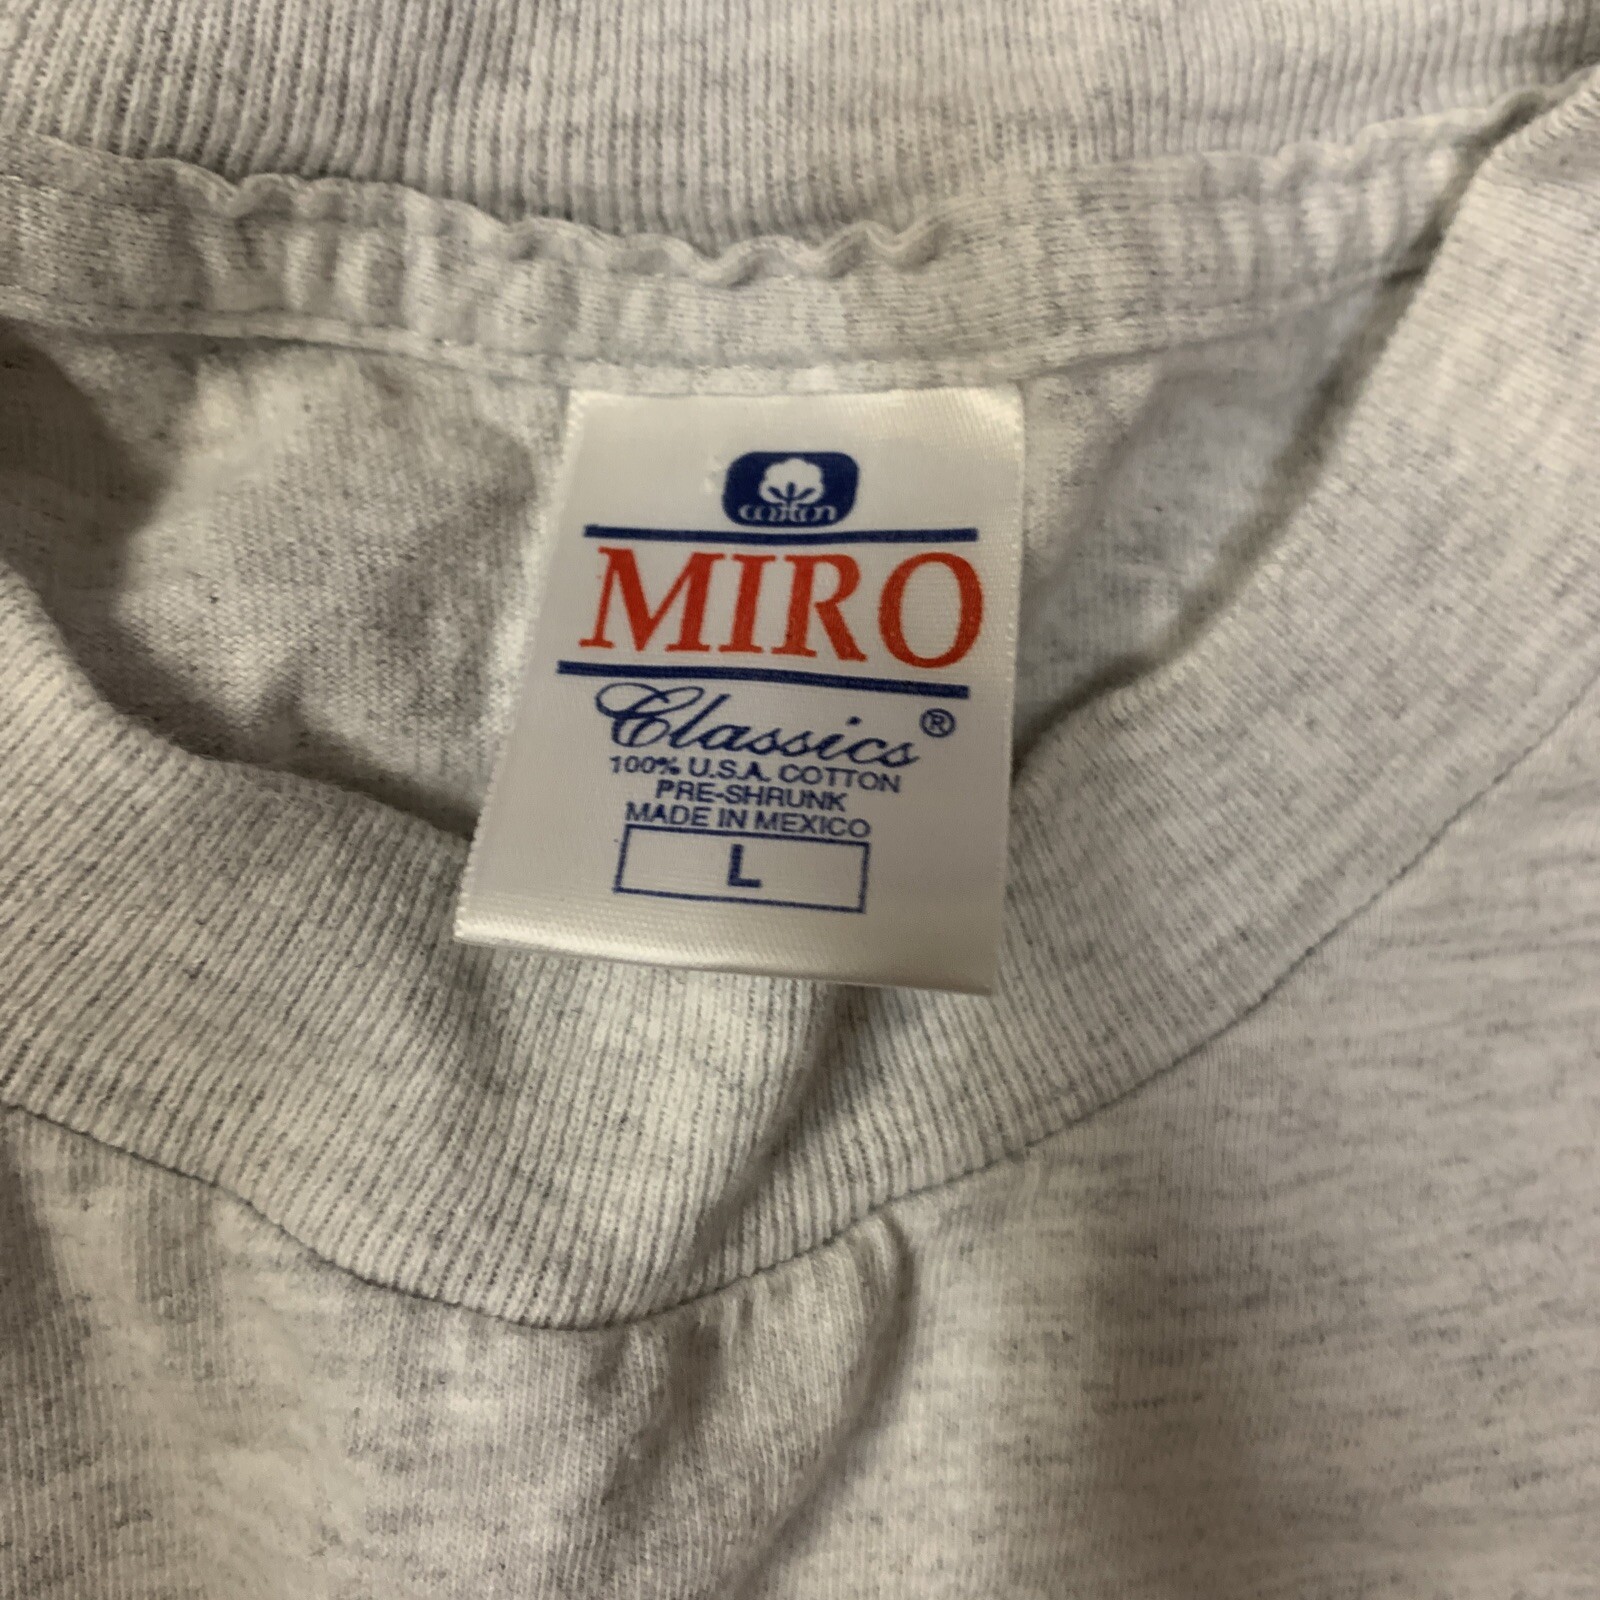 cotton
MIRO
Classics®
100% U.S.A. COTTON
PRE-SHRUNK
MADE IN MEXICO
L